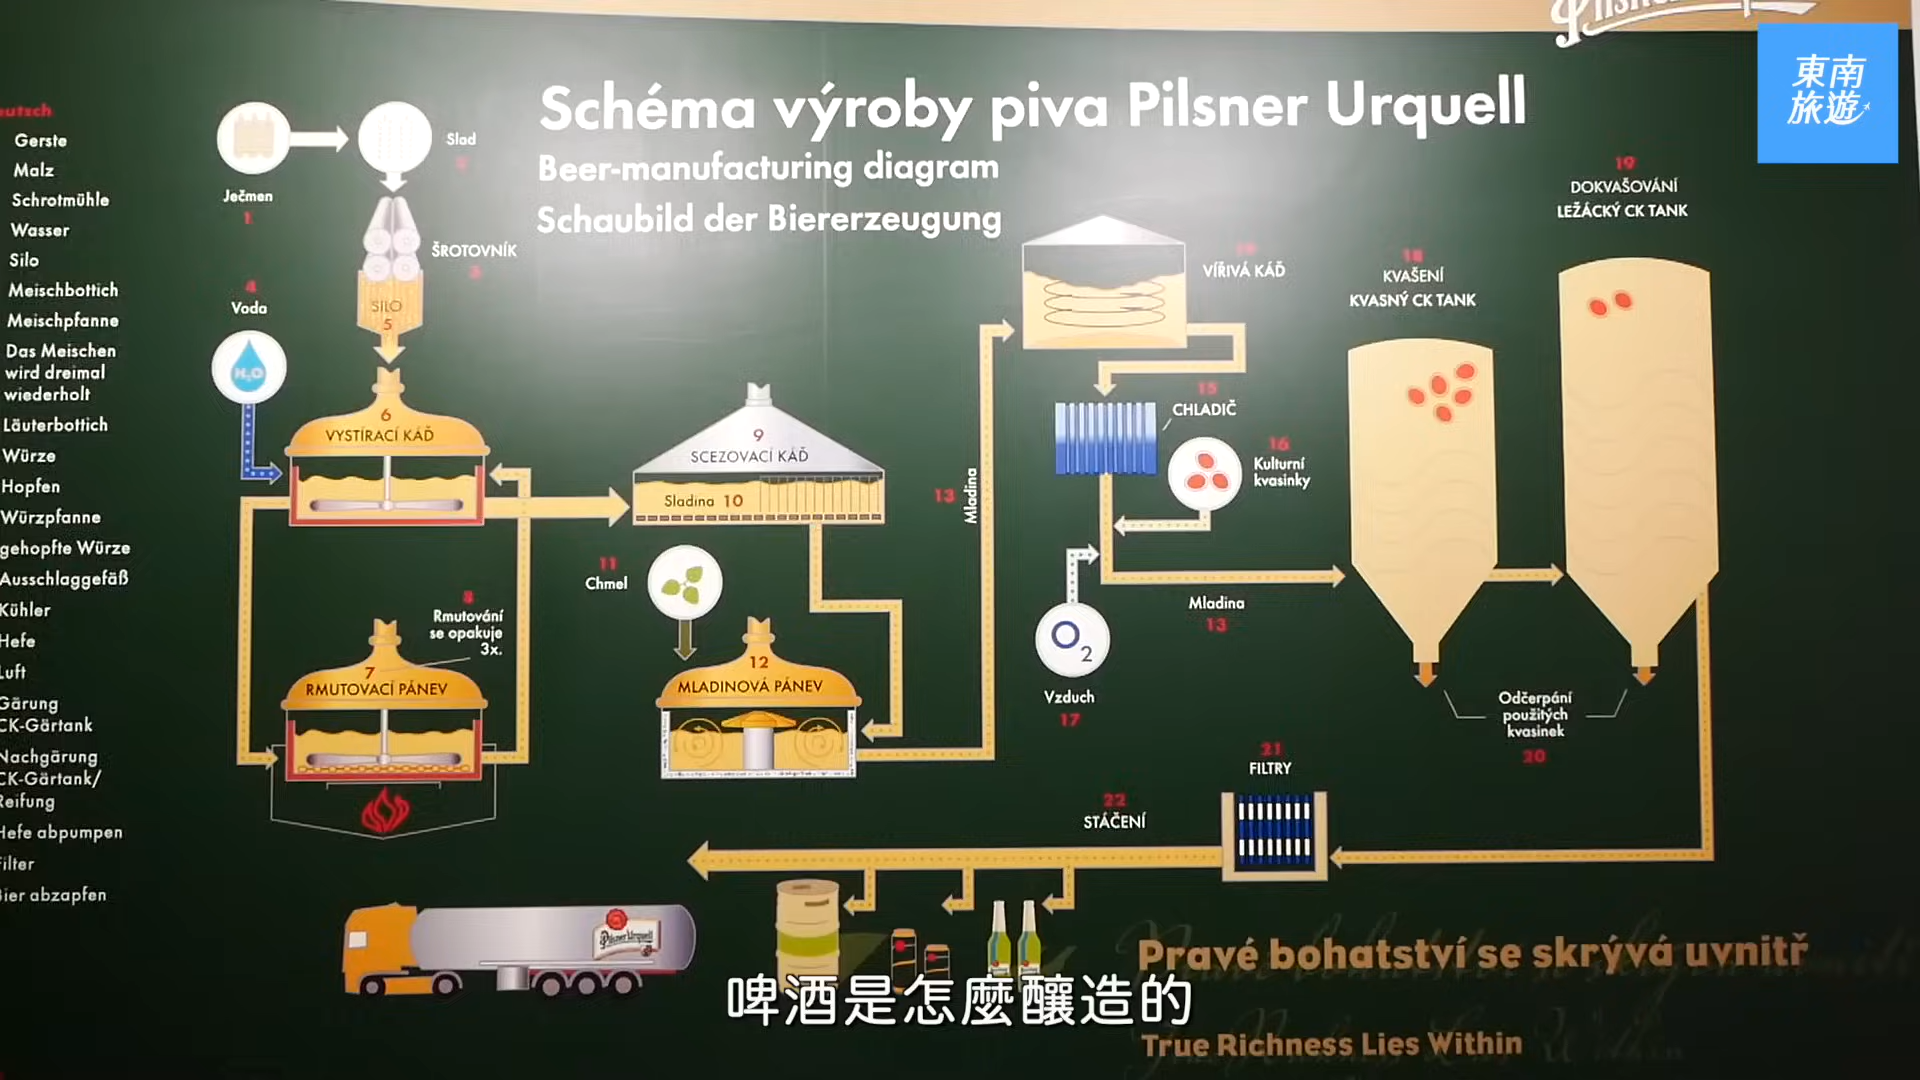 Schéma výroby piva Pilsner Urquell
Beer-manufacturing diagram
Schaubild der Biererzeugung
東南
旅遊
Gerste
Malz
Schrotmühle
Wasser
Silo
Meischbottich
Meischpfanne
Das Meischen
wird dreimal
wiederholt
Läuterbottich
Würze
Hopfen
Würzpfanne
gehopfte Würze
Ausschlaggefäß
Kühler
Hefe
Luft
Gärung
CK-Gärtank
Nachgärung
CK-Gärtank/
Reifung
Hefe abpumpen
Filter
Bier abzapfen
Ječmen
1
Slad
ŠROTOVNÍK
3
4
Voda
H₂O
SILO
5
6
VYSTÍRACÍ KÁĎ
7
RMUTOVACÍ PÁNEV
8
Rmutování
se opakuje
3x.
9
SCEZOVACÍ KÁĎ
Sladina 10
11
Chmel
12
MLADINOVÁ PÁNEV
13
Mladina
VÍŘIVÁ KÁĎ
15
CHLADIČ
16
Kulturní
kvasinky
O₂
Vzduch
17
Mladina
13
18
KVAŠENÍ
KVASNÝ CK TANK
19
DOKVAŠOVÁNÍ
LEŽÁCKÝ CK TANK
Odčerpání
použitých
kvasinek
20
21
FILTRY
22
STÁČENÍ
Pilsner Urquell
Pravé bohatství se skrývá uvnitř
True Richness Lies Within
啤酒是怎麼釀造的